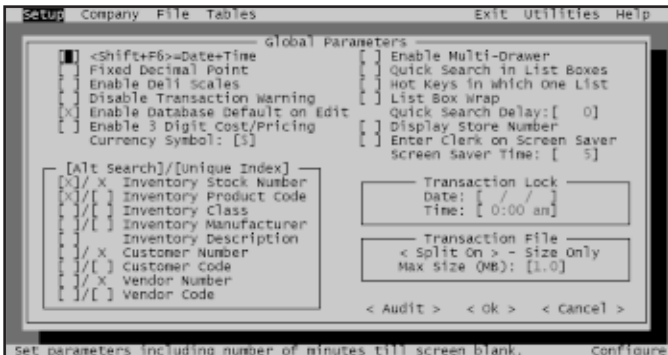 Setup Company File Tables Exit Utilities Help
Global Parameters
[ ] <Shift+F6>=Date+Time [ ] Enable Multi-Drawer
[ ] Fixed Decimal Point [ ] Quick Search in List Boxes
[ ] Enable Deli Scales [ ] Hot Keys in Which One List
[ ] Disable Transaction Warning [ ] List Box Wrap
[X] Enable Database Default on Edit Quick Search Delay:[ 0]
[ ] Enable 3 Digit Cost/Pricing [ ] Display Store Number
Currency Symbol: [$] [ ] Enter Clerk on Screen Saver
Screen Saver Time: [ 5]
[Alt Search]/[Unique Index]
[X]/ X Inventory Stock Number
[X]/[ ] Inventory Product Code
[ ]/[ ] Inventory Class
[ ]/[ ] Inventory Manufacturer
[ ] Inventory Description
[ ]/ X Customer Number
[ ]/[ ] Customer Code
[ ]/ X Vendor Number
[ ]/[ ] Vendor Code
Transaction Lock
Date: [ / / ]
Time: [ 0:00 am]
Transaction File
< Split On > - Size Only
Max Size (MB): [1.0]
< Audit > < Ok > < Cancel >
Set parameters including number of minutes till screen blank. Configure